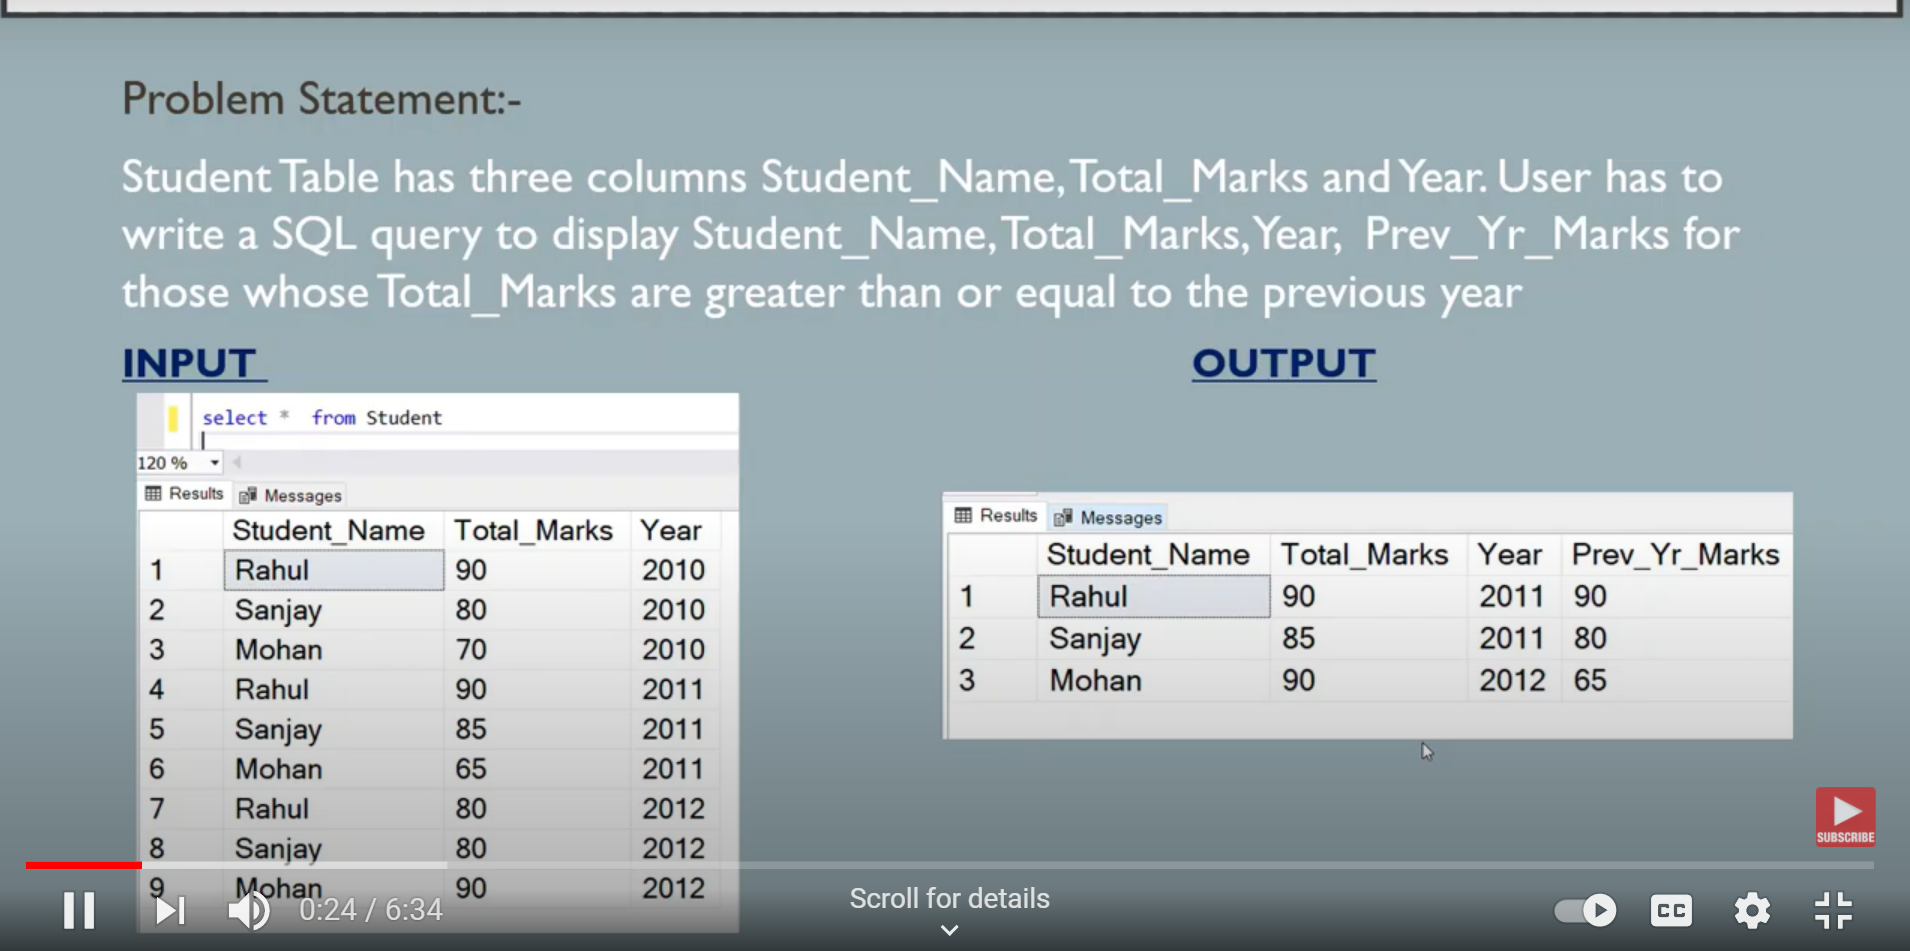 Problem Statement:-
Student Table has three columns Student_Name, Total_Marks and Year. User has to
write a SQL query to display Student_Name, Total_Marks, Year, Prev_Yr_Marks for
those whose Total_Marks are greater than or equal to the previous year
INPUT
select * from Student
120 %
Results Messages
Student_Name Total_Marks Year
1 Rahul 90 2010
2 Sanjay 80 2010
3 Mohan 70 2010
4 Rahul 90 2011
5 Sanjay 85 2011
6 Mohan 65 2011
7 Rahul 80 2012
8 Sanjay 80 2012
9 Mohan 90 2012
OUTPUT
Results Messages
Student_Name Total_Marks Year Prev_Yr_Marks
1 Rahul 90 2011 90
2 Sanjay 85 2011 80
3 Mohan 90 2012 65
SUBSCRIBE
0:24 / 6:34
Scroll for details
CC